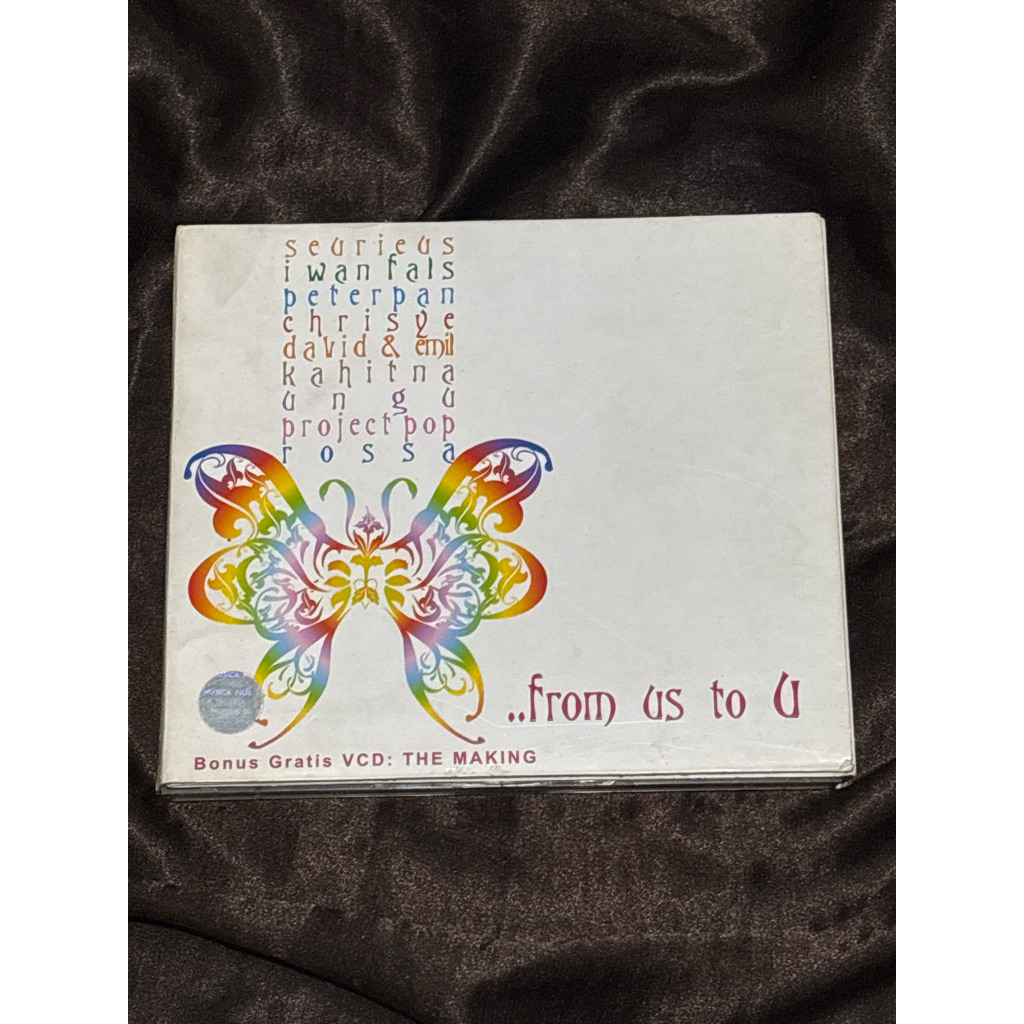 seurieus
iwan fals
peterpan
chrisye
david & emil
kahitna
ungu
project pop
rossa
..from us to U
MUSICA
Bonus Gratis VCD: THE MAKING